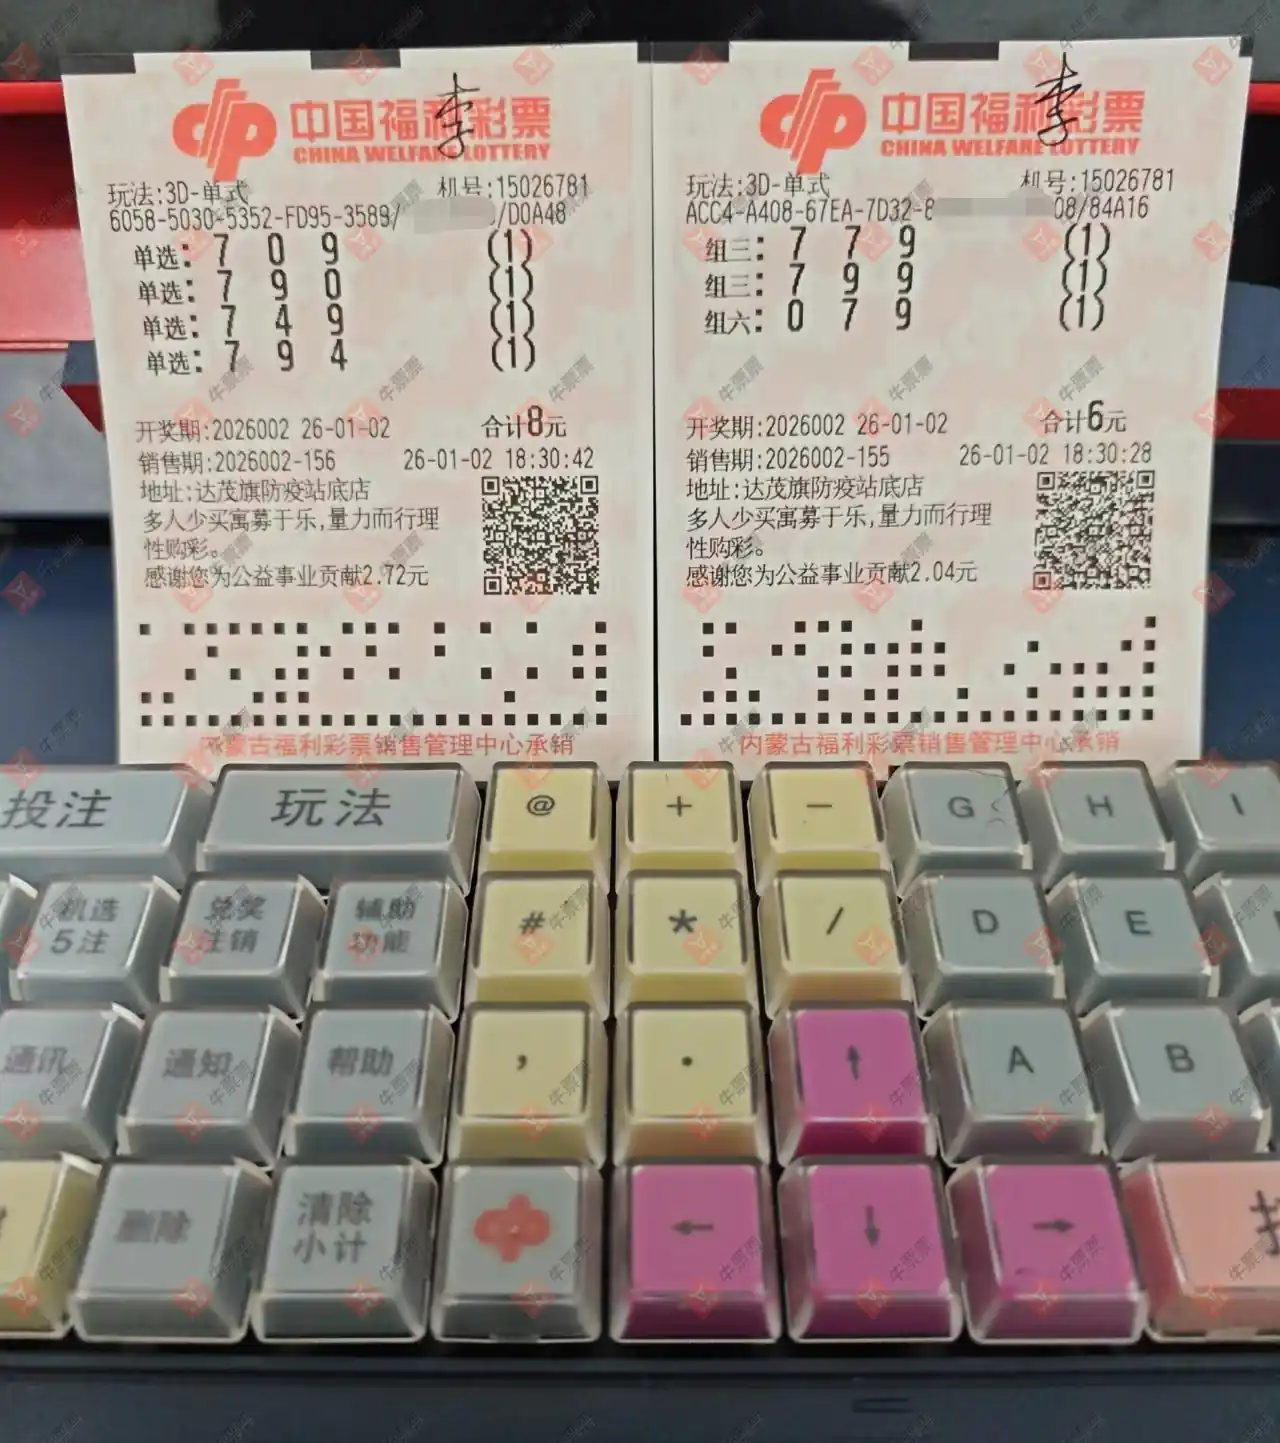 李
中国福利彩票
CHINA WELFARE LOTTERY
玩法:3D-单式 机号:15026781
6058-5030-5352-FD95-3589/ /D0A48
单选: 7 0 9 (1)
单选: 7 9 0 (1)
单选: 7 4 9 (1)
单选: 7 9 4 (1)
开奖期:2026002 26-01-02 合计8元
销售期:2026002-156 26-01-02 18:30:42
地址:达茂旗防疫站底店
多人少买寓募于乐,量力而行理
性购彩。
感谢您为公益事业贡献2.72元
内蒙古福利彩票销售管理中心承销
李
中国福利彩票
CHINA WELFARE LOTTERY
玩法:3D-单式 机号:15026781
ACC4-A408-67EA-7D32-8 08/84A16
组三: 7 7 9 (1)
组三: 7 9 9 (1)
组六: 0 7 9 (1)
开奖期:2026002 26-01-02 合计6元
销售期:2026002-155 26-01-02 18:30:28
地址:达茂旗防疫站底店
多人少买寓募于乐,量力而行理
性购彩。
感谢您为公益事业贡献2.04元
内蒙古福利彩票销售管理中心承销
投注 玩法 @ + - G H I
机选5注 兑奖注销 辅助功能 # * / D E
通讯 通知 帮助 , . ↑ A B
删除 清除小计 ← ↓ →
牛票票